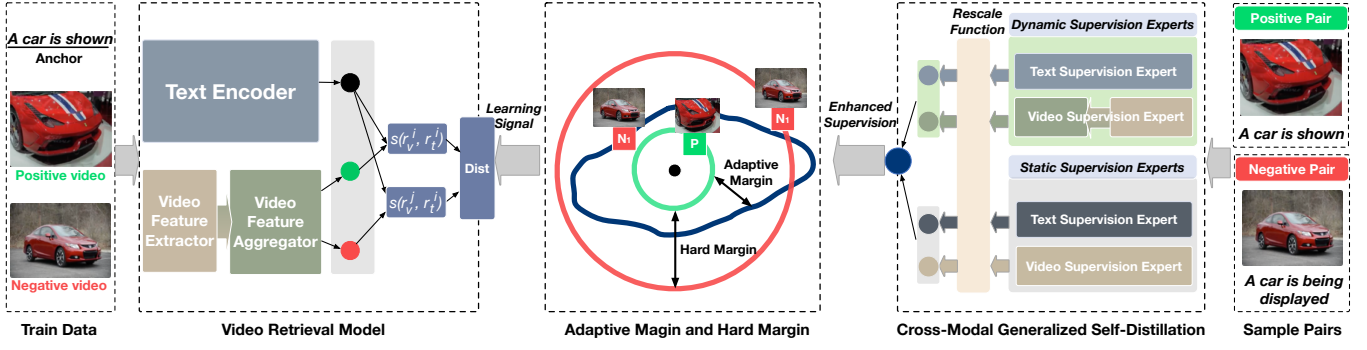 A car is shown
Anchor
Positive video
Negative video
Train Data
Text Encoder
Video
Feature
Extractor
Video
Feature
Aggregator
s(r_v^i, r_t^i)
s(r_v^j, r_t^i)
Dist
Video Retrieval Model
Learning
Signal
N₁
P
N₁
Adaptive
Margin
Hard Margin
Adaptive Magin and Hard Margin
Enhanced
Supervision
Rescale
Function
Dynamic Supervision Experts
Text Supervision Expert
Video Supervision Expert
Static Supervision Experts
Text Supervision Expert
Video Supervision Expert
Cross-Modal Generalized Self-Distillation
Positive Pair
A car is shown
Negative Pair
A car is being
displayed
Sample Pairs